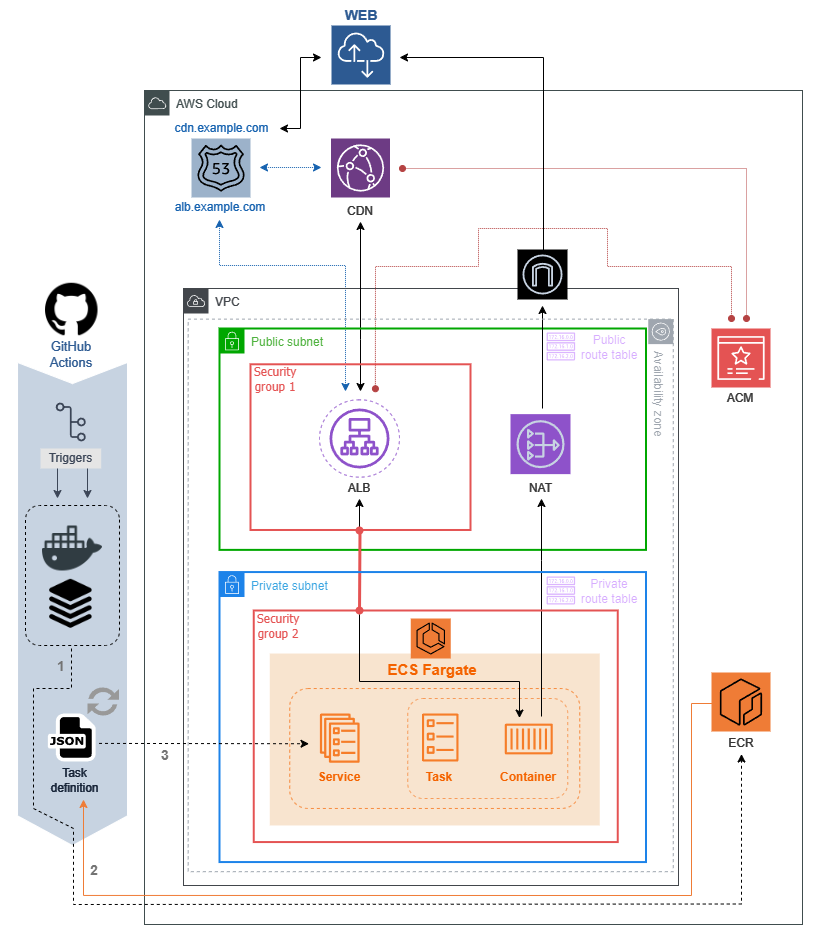 WEB
AWS Cloud
cdn.example.com
53
alb.example.com
CDN
VPC
GitHub
Actions
Public subnet
Public
route table
Availability zone
Security
group 1
ACM
Triggers
ALB
NAT
Private subnet
Private
route table
Security
group 2
ECS Fargate
1
ECR
JSON
3
Service
Task
Container
Task
definition
2